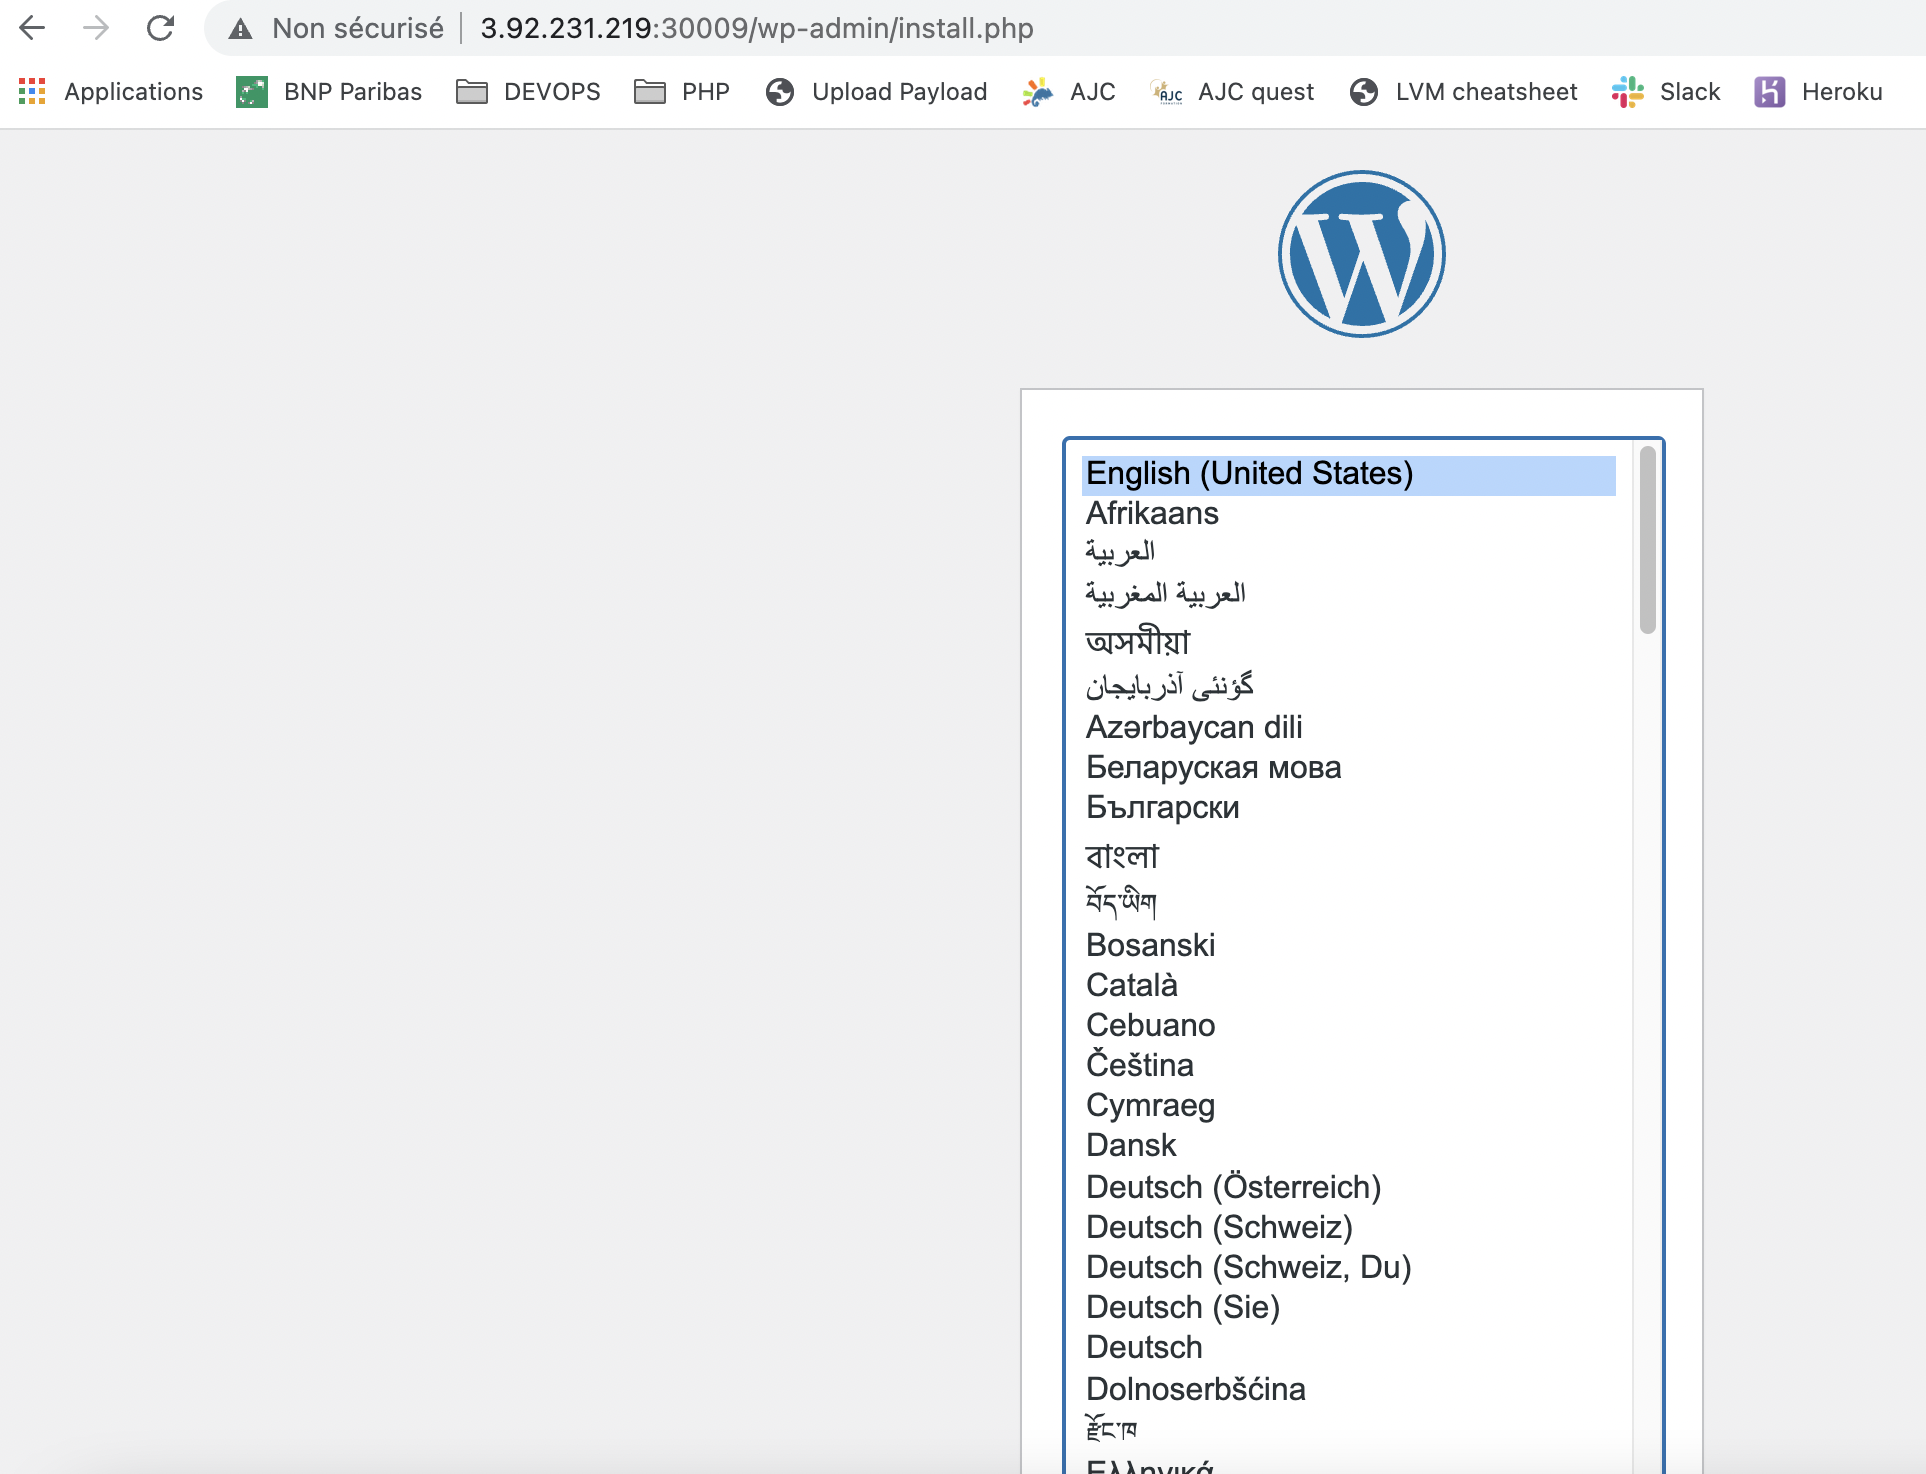 Non sécurisé | 3.92.231.219:30009/wp-admin/install.php
Applications BNP Paribas DEVOPS PHP Upload Payload AJC AJC quest LVM cheatsheet Slack Heroku
English (United States)
Afrikaans
العربية
العربية المغربية
অসমীয়া
گؤنئی آذربایجان
Azərbaycan dili
Беларуская мова
Български
বাংলা
བོད་ཡིག
Bosanski
Català
Cebuano
Čeština
Cymraeg
Dansk
Deutsch (Österreich)
Deutsch (Schweiz)
Deutsch (Schweiz, Du)
Deutsch (Sie)
Deutsch
Dolnoserbšćina
རྫོང་ཁ
Ελληνικά